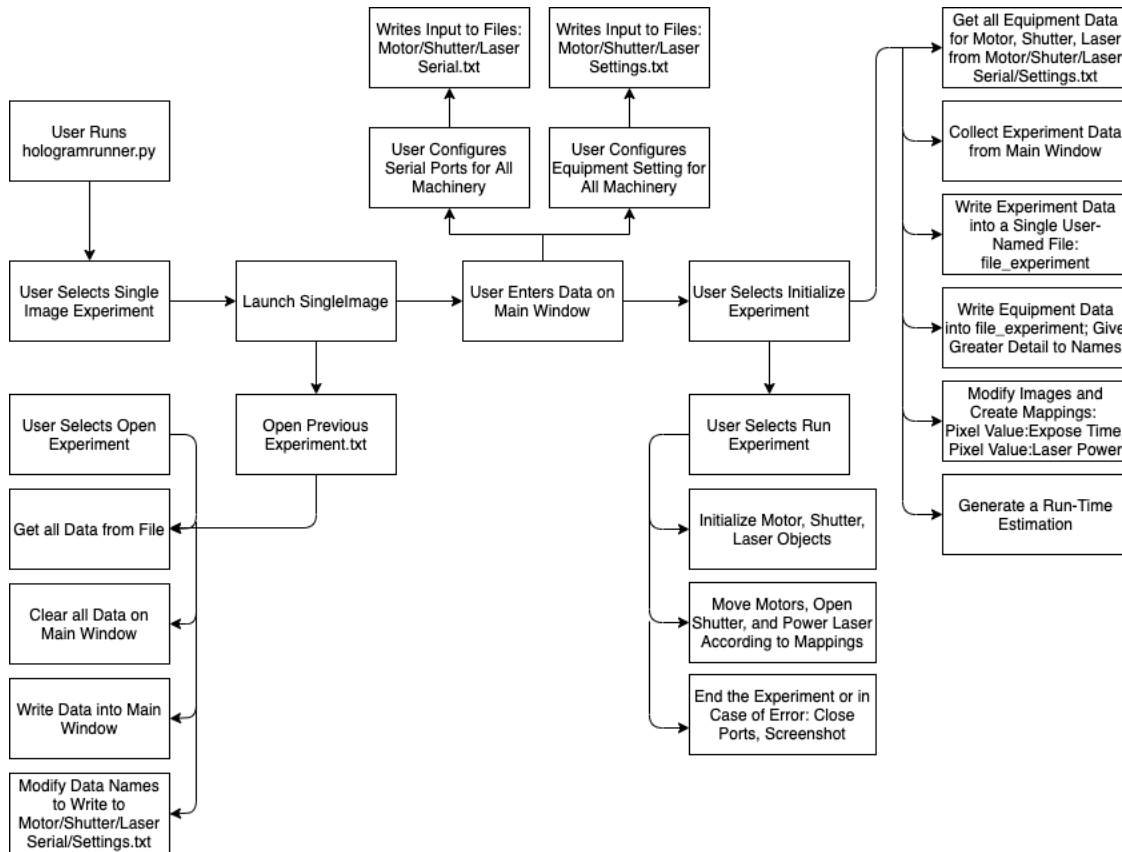 Writes Input to Files:
Motor/Shutter/Laser
Serial.txt
Writes Input to Files:
Motor/Shutter/Laser
Settings.txt
Get all Equipment Data
for Motor, Shutter, Laser
from Motor/Shuter/Laser
Serial/Settings.txt
User Runs
hologramrunner.py
User Configures
Serial Ports for All
Machinery
User Configures
Equipment Setting for
All Machinery
Collect Experiment Data
from Main Window
Write Experiment Data
into a Single User-
Named File:
file_experiment
User Selects Single
Image Experiment
Launch SingleImage
User Enters Data on
Main Window
User Selects Initialize
Experiment
Write Equipment Data
into file_experiment; Give
Greater Detail to Names
User Selects Open
Experiment
Open Previous
Experiment.txt
User Selects Run
Experiment
Modify Images and
Create Mappings:
Pixel Value:Expose Time
Pixel Value:Laser Power
Get all Data from File
Initialize Motor, Shutter,
Laser Objects
Generate a Run-Time
Estimation
Clear all Data on
Main Window
Move Motors, Open
Shutter, and Power Laser
According to Mappings
Write Data into Main
Window
End the Experiment or in
Case of Error: Close
Ports, Screenshot
Modify Data Names
to Write to
Motor/Shutter/Laser
Serial/Settings.txt